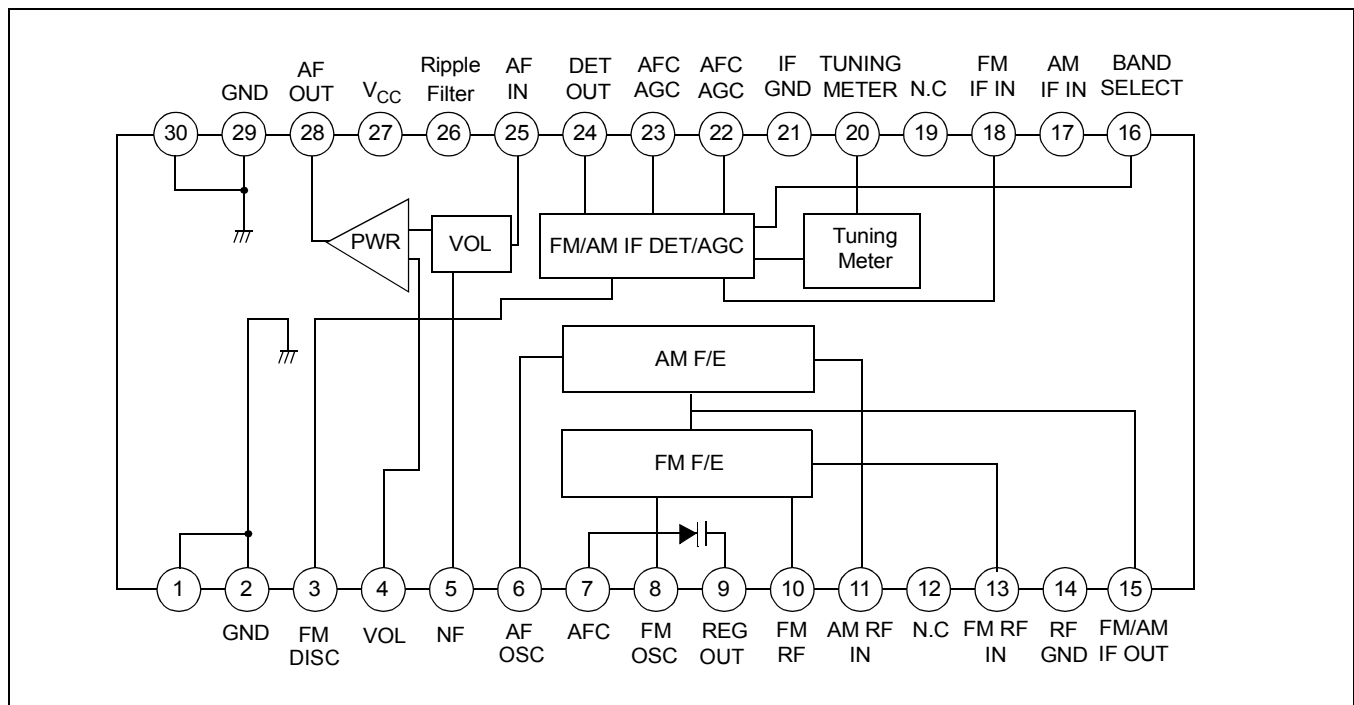 GND
AF
OUT
V_CC
Ripple
Filter
AF
IN
DET
OUT
AFC
AGC
AFC
AGC
IF
GND
TUNING
METER
N.C
FM
IF IN
AM
IF IN
BAND
SELECT
30 29 28 27 26 25 24 23 22 21 20 19 18 17 16
PWR
VOL
FM/AM IF DET/AGC
Tuning
Meter
AM F/E
FM F/E
1 2 3 4 5 6 7 8 9 10 11 12 13 14 15
GND
FM
DISC
VOL
NF
AF
OSC
AFC
FM
OSC
REG
OUT
FM
RF
AM RF
IN
N.C
FM RF
IN
RF
GND
FM/AM
IF OUT